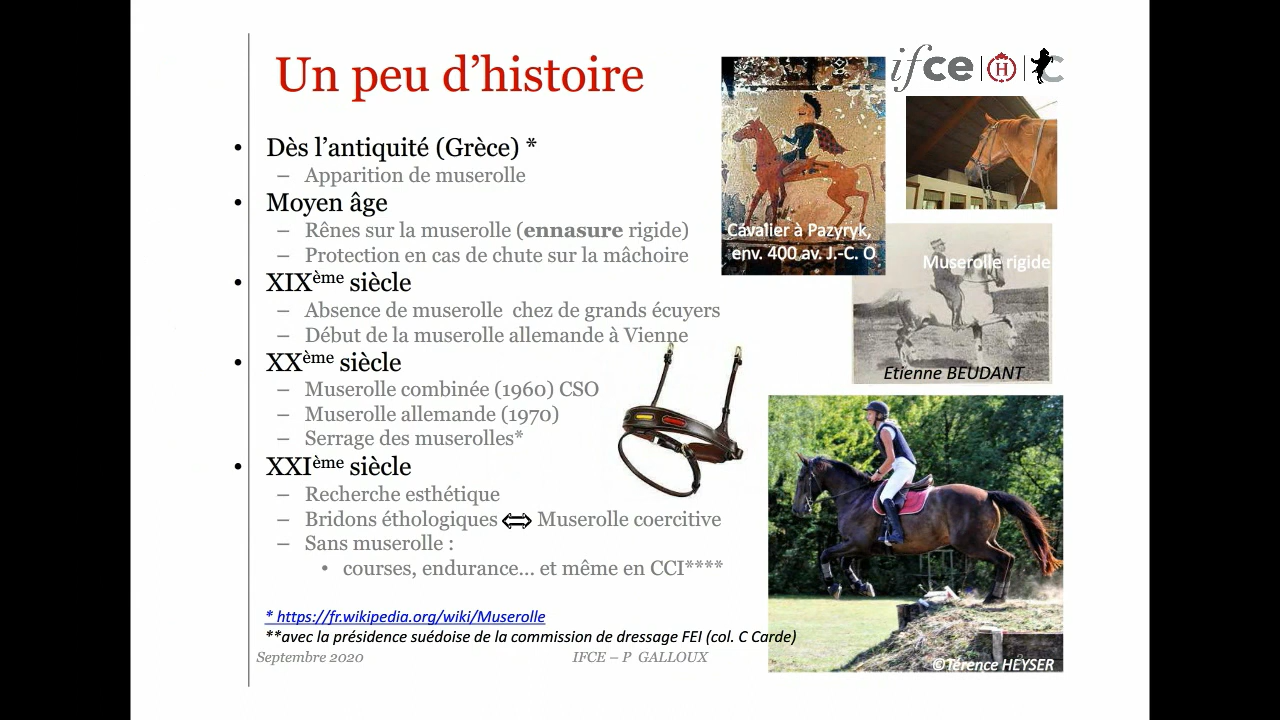 Un peu d’histoire
ifce
H
• Dès l’antiquité (Grèce) *
– Apparition de muserolle
• Moyen âge
– Rênes sur la muserolle (ennasure rigide)
– Protection en cas de chute sur la mâchoire
• XIXème siècle
– Absence de muserolle chez de grands écuyers
– Début de la muserolle allemande à Vienne
• XXème siècle
– Muserolle combinée (1960) CSO
– Muserolle allemande (1970)
– Serrage des muserolles*
• XXIème siècle
– Recherche esthétique
– Bridons éthologiques ⇔ Muserolle coercitive
– Sans muserolle :
• courses, endurance... et même en CCI****
Cavalier à Pazyryk,
env. 400 av. J.-C. O
Muserolle rigide
Etienne BEUDANT
©Térence HEYSER
* https://fr.wikipedia.org/wiki/Muserolle
**avec la présidence suédoise de la commission de dressage FEI (col. C Carde)
Septembre 2020
IFCE – P GALLOUX